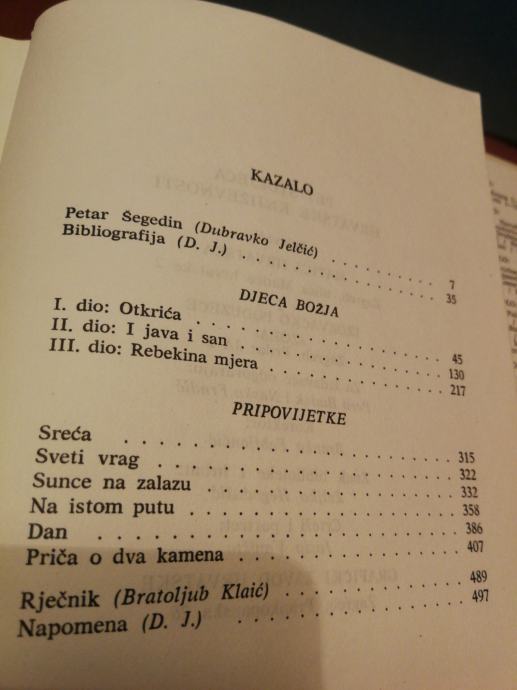 KAZALO
Petar Šegedin (Dubravko Jelčić) . . . . . . . . . 7
Bibliografija (D. J.) . . . . . . . . . . . . . . 35
DJECA BOŽJA
I. dio: Otkrića . . . . . . . . . . . . . . . . 45
II. dio: I java i san . . . . . . . . . . . . . 130
III. dio: Rebekina mjera . . . . . . . . . . . . 217
PRIPOVIJETKE
Sreća . . . . . . . . . . . . . . . . . . 315
Sveti vrag . . . . . . . . . . . . . . . . 322
Sunce na zalazu . . . . . . . . . . . . . . 332
Na istom putu . . . . . . . . . . . . . . . 358
Dan . . . . . . . . . . . . . . . . . . . 386
Priča o dva kamena . . . . . . . . . . . . . 407
Rječnik (Bratoljub Klaić) . . . . . . . . . . . 489
Napomena (D. J.) . . . . . . . . . . . . . . 497